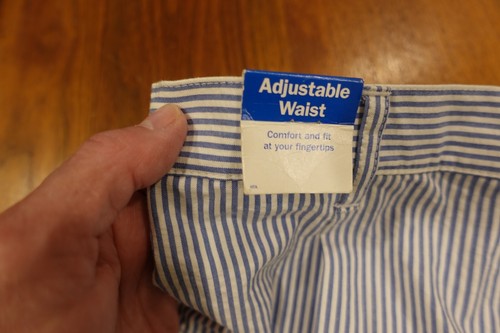 Adjustable
Waist
Comfort and fit
at your fingertips